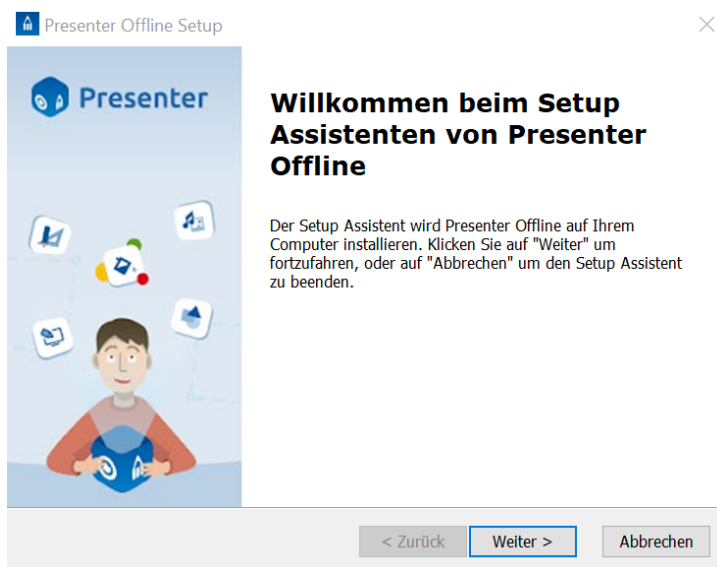 Presenter Offline Setup
Presenter
Willkommen beim Setup
Assistenten von Presenter
Offline
Der Setup Assistent wird Presenter Offline auf Ihrem
Computer installieren. Klicken Sie auf "Weiter" um
fortzufahren, oder auf "Abbrechen" um den Setup Assistent
zu beenden.
< Zurück
Weiter >
Abbrechen